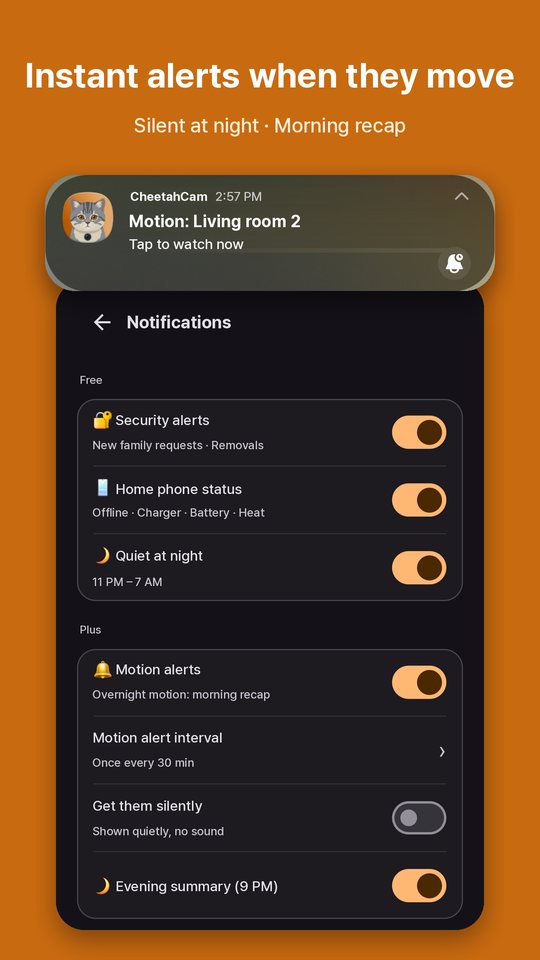 Instant alerts when they move
Silent at night · Morning recap
CheetahCam 2:57 PM
Motion: Living room 2
Tap to watch now
Notifications
Free
Security alerts
New family requests · Removals
Home phone status
Offline · Charger · Battery · Heat
Quiet at night
11 PM – 7 AM
Plus
Motion alerts
Overnight motion: morning recap
Motion alert interval
Once every 30 min
Get them silently
Shown quietly, no sound
Evening summary (9 PM)